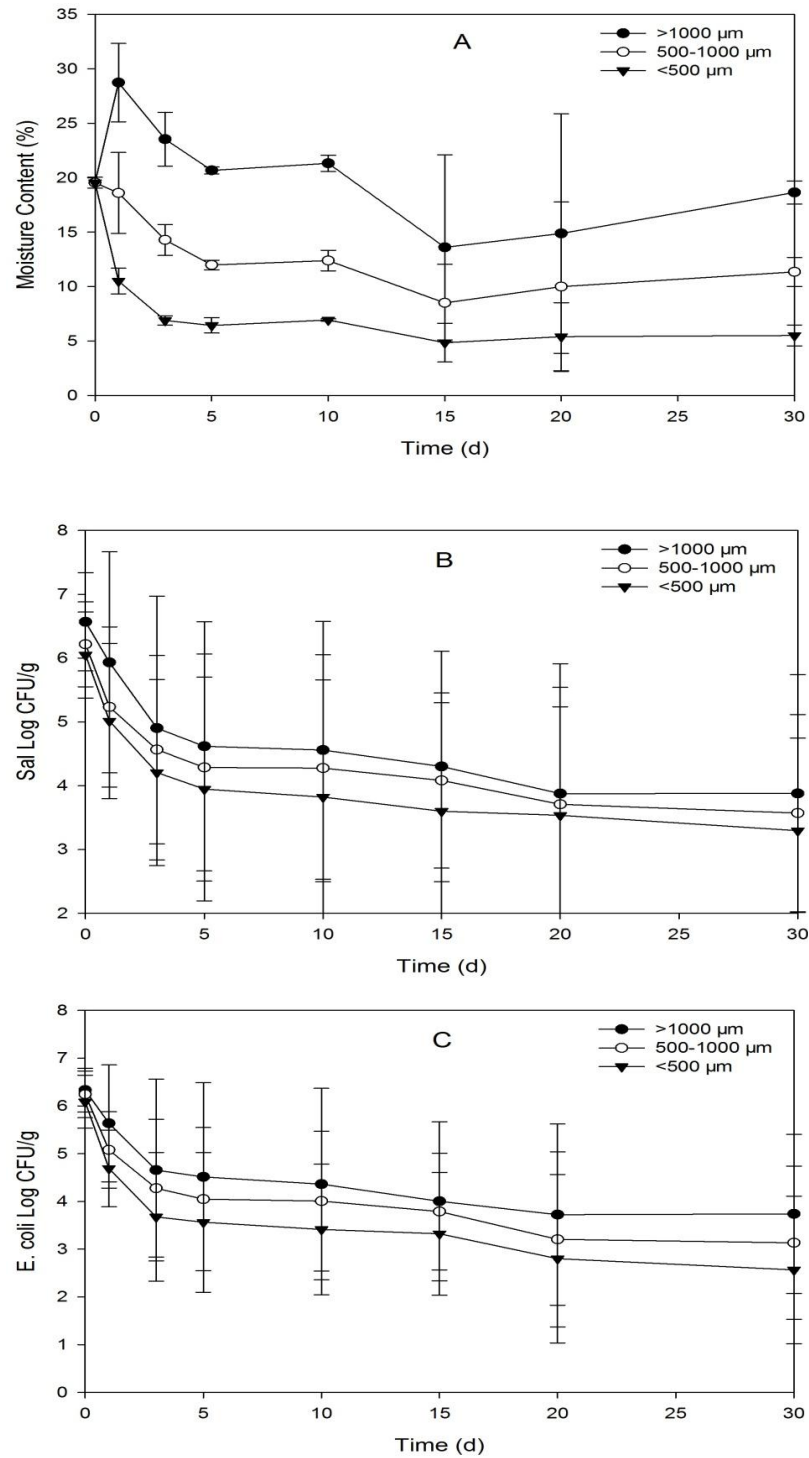 A
>1000 µm
500-1000 µm
<500 µm
Moisture Content (%)
35
30
25
20
15
10
5
0
0 5 10 15 20 25 30
Time (d)
B
>1000 µm
500-1000 µm
<500 µm
Sal Log CFU/g
8
7
6
5
4
3
2
0 5 10 15 20 25 30
Time (d)
C
>1000 µm
500-1000 µm
<500 µm
E. coli Log CFU/g
8
7
6
5
4
3
2
1
0
0 5 10 15 20 25 30
Time (d)